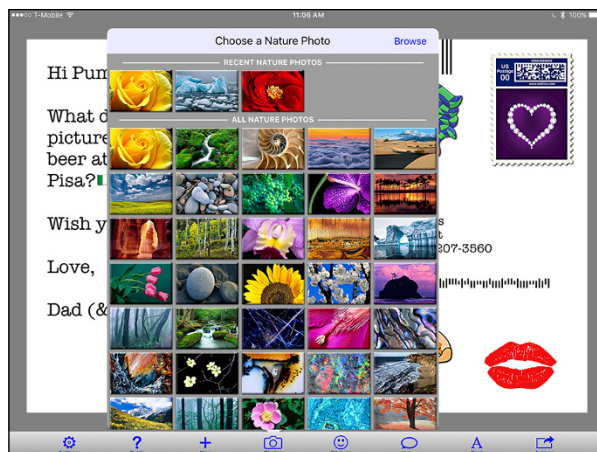 T-Mobile 11:06 AM 100%
Choose a Nature Photo Browse
RECENT NATURE PHOTOS
ALL NATURE PHOTOS
Hi Pum
What d
picture
beer at
Pisa?
Wish y
Love,
Dad (&
US
Postage
00
s
t
207-3560
?
+
A